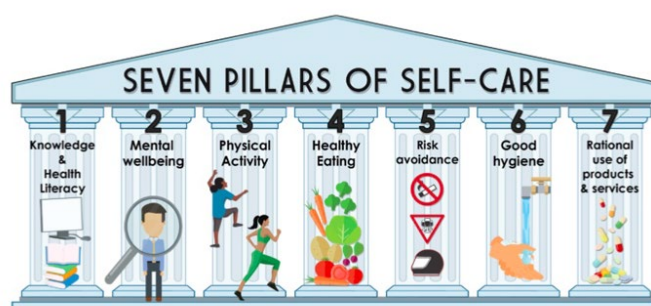 SEVEN PILLARS OF SELF-CARE
1
Knowledge
&
Health
Literacy
2
Mental
wellbeing
3
Physical
Activity
4
Healthy
Eating
5
Risk
avoidance
6
Good
hygiene
7
Rational
use of
products
& services